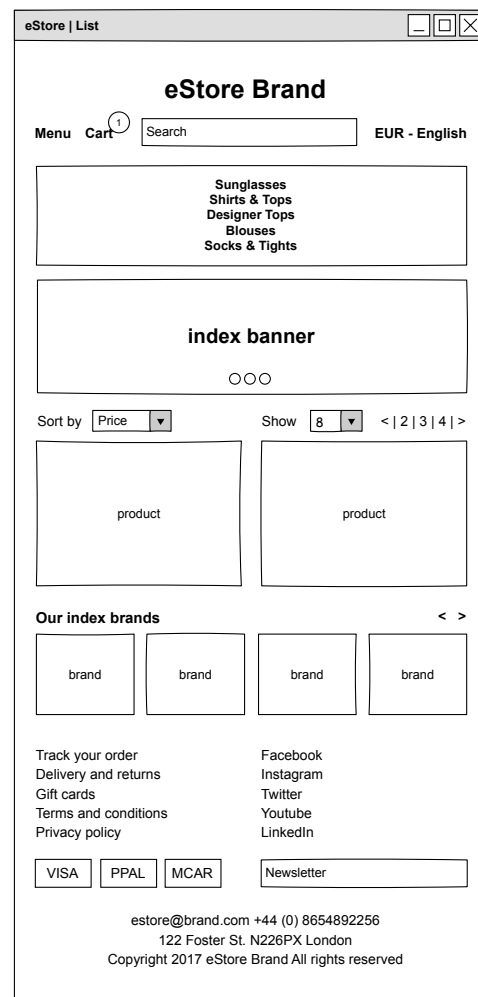 eStore | List
eStore Brand
Menu Cart 1 Search EUR - English
Sunglasses
Shirts & Tops
Designer Tops
Blouses
Socks & Tights
index banner
Sort by Price Show 8 < | 2 | 3 | 4 | >
product product
Our index brands < >
brand brand brand brand
Track your order
Delivery and returns
Gift cards
Terms and conditions
Privacy policy
Facebook
Instagram
Twitter
Youtube
LinkedIn
VISA PPAL MCAR Newsletter
estore@brand.com +44 (0) 8654892256
122 Foster St. N226PX London
Copyright 2017 eStore Brand All rights reserved